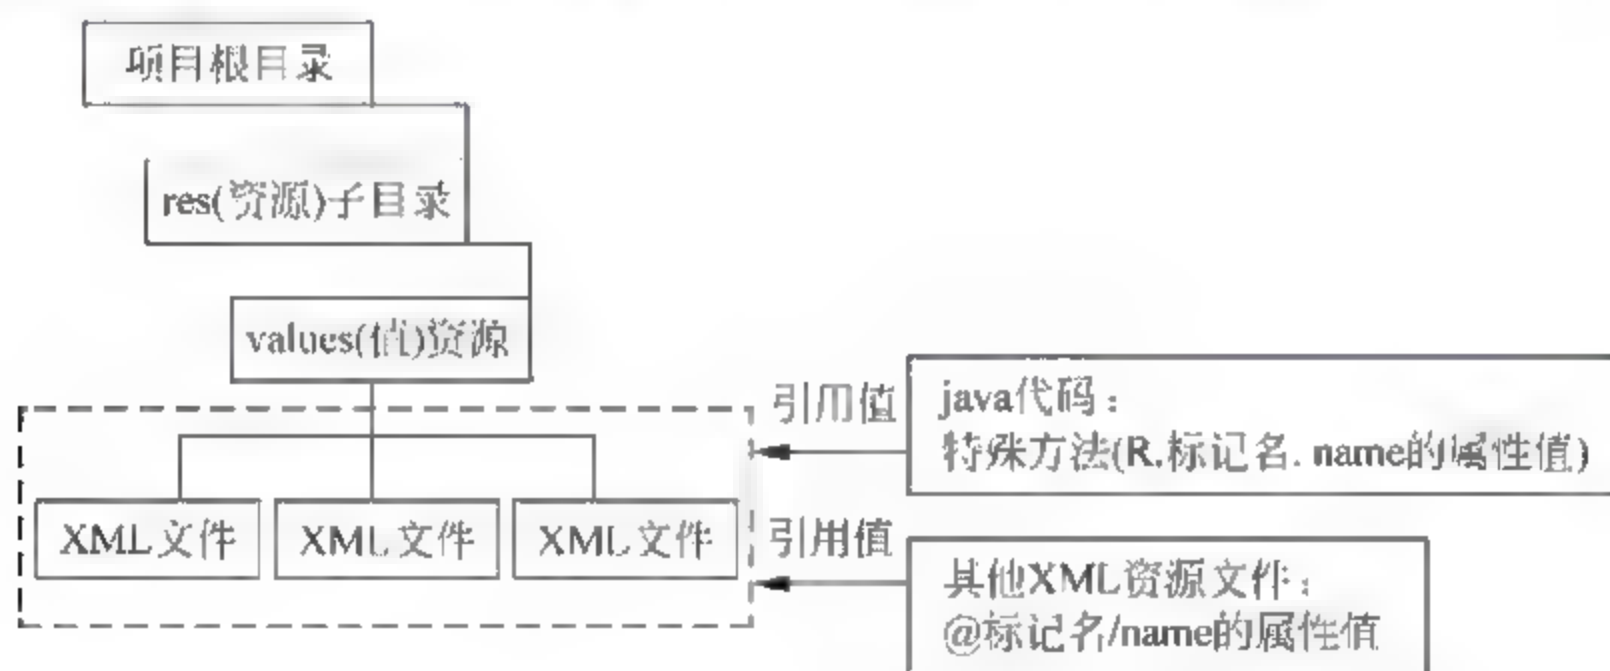 项目根目录
res(资源)子目录
values(值)资源
引用值
java代码：
特殊方法(R.标记名. name的属性值)
XML文件
XML文件
XML文件
引用值
其他XML资源文件：
@标记名/name的属性值